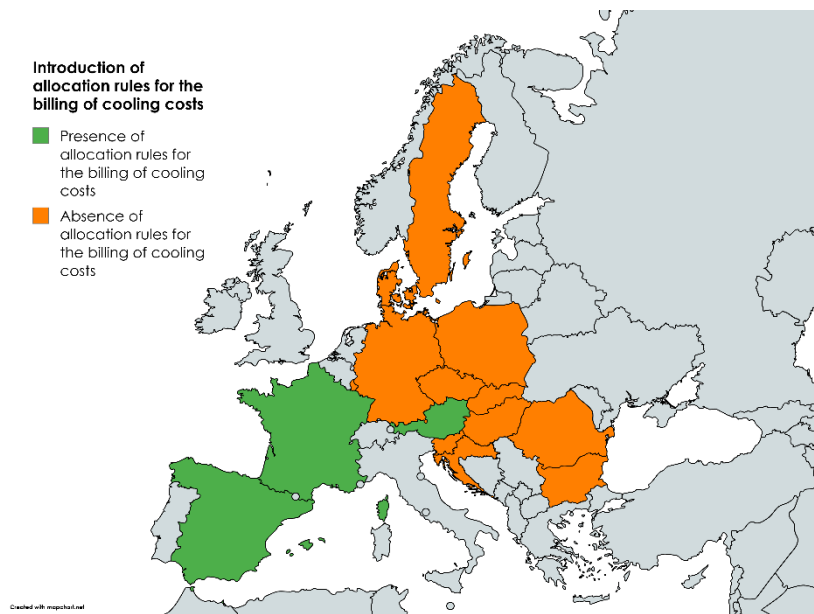 Introduction of
allocation rules for the
billing of cooling costs
Presence of
allocation rules for
the billing of cooling
costs
Absence of
allocation rules for
the billing of cooling
costs
Created with mapchart.net